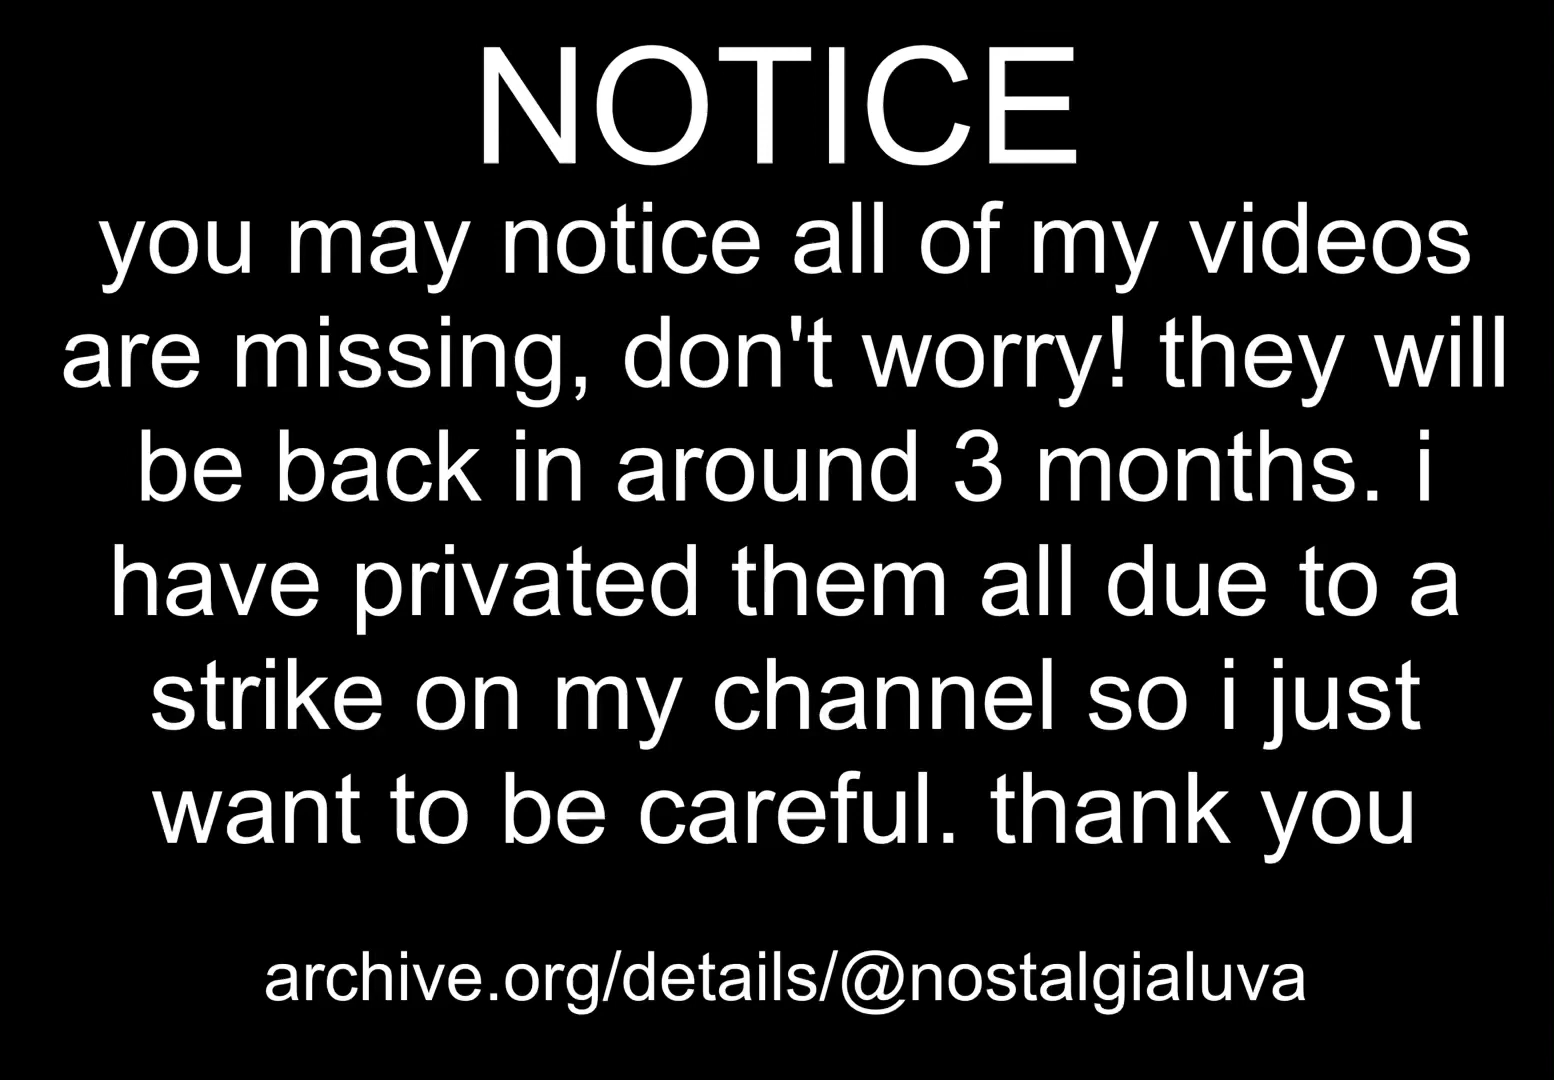 NOTICE
you may notice all of my videos
are missing, don't worry! they will
be back in around 3 months. i
have privated them all due to a
strike on my channel so i just
want to be careful. thank you
archive.org/details/@nostalgialuva